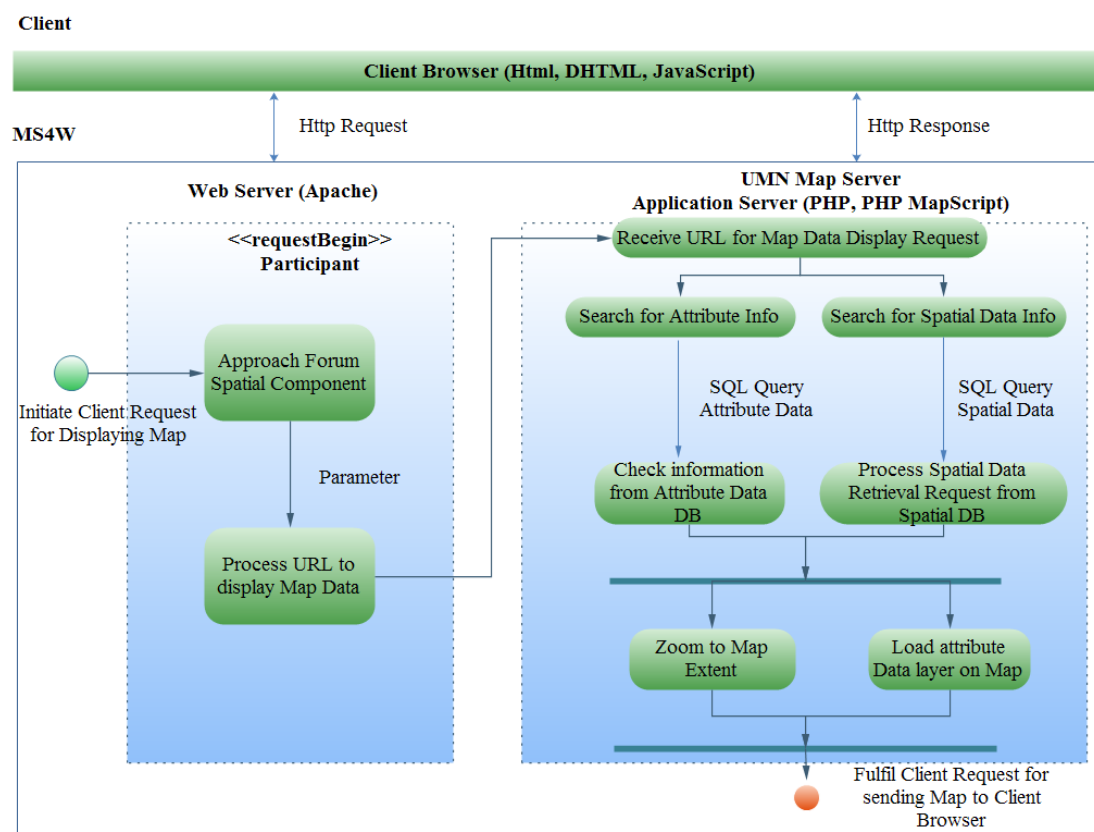 Client
Client Browser (Html, DHTML, JavaScript)
Http Request
Http Response
MS4W
Web Server (Apache)
UMN Map Server
Application Server (PHP, PHP MapScript)
<<requestBegin>>
Participant
Receive URL for Map Data Display Request
Search for Attribute Info
Search for Spatial Data Info
Approach Forum
Spatial Component
Initiate Client Request
for Displaying Map
SQL Query
Attribute Data
SQL Query
Spatial Data
Parameter
Check information
from Attribute Data
DB
Process Spatial Data
Retrieval Request from
Spatial DB
Process URL to
display Map Data
Zoom to Map
Extent
Load attribute
Data layer on Map
Fulfil Client Request for
sending Map to Client
Browser